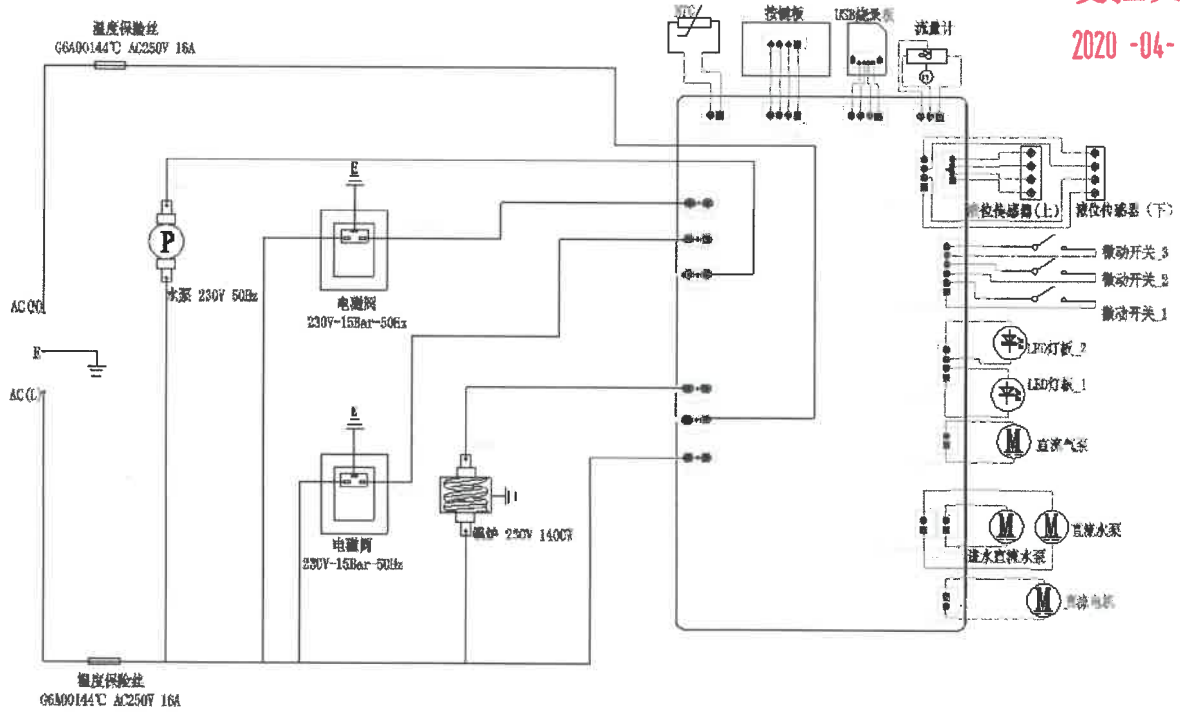 温度保险丝
G6A00144℃ AC250V 16A
NTC
按键板
USB烧录板
流量计
2020 -04-
E
P
水泵 230V 50Hz
电磁阀
230V-15Bar-50Hz
AC(N)
E
AC(L)
液位传感器(上)
液位传感器(下)
微动开关_3
微动开关_2
微动开关_1
LED灯板_2
LED灯板_1
M
直流气泵
E
电磁阀
230V-15Bar-50Hz
锅炉 230V 1400W
M
M
直流水泵
进水直流水泵
M
直流电机
温度保险丝
G6A00144℃ AC250V 16A